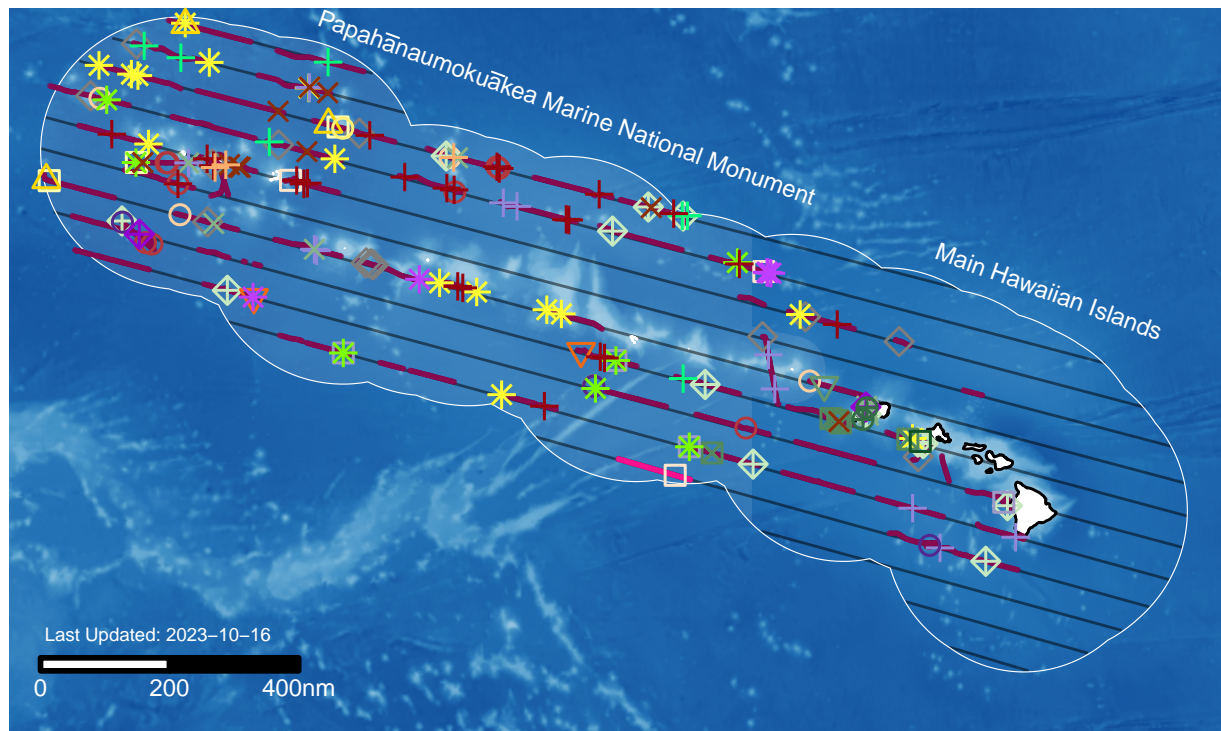 Papahānaumokuākea Marine National Monument
Main Hawaiian Islands
Last Updated: 2023−10−16
0 200 400nm